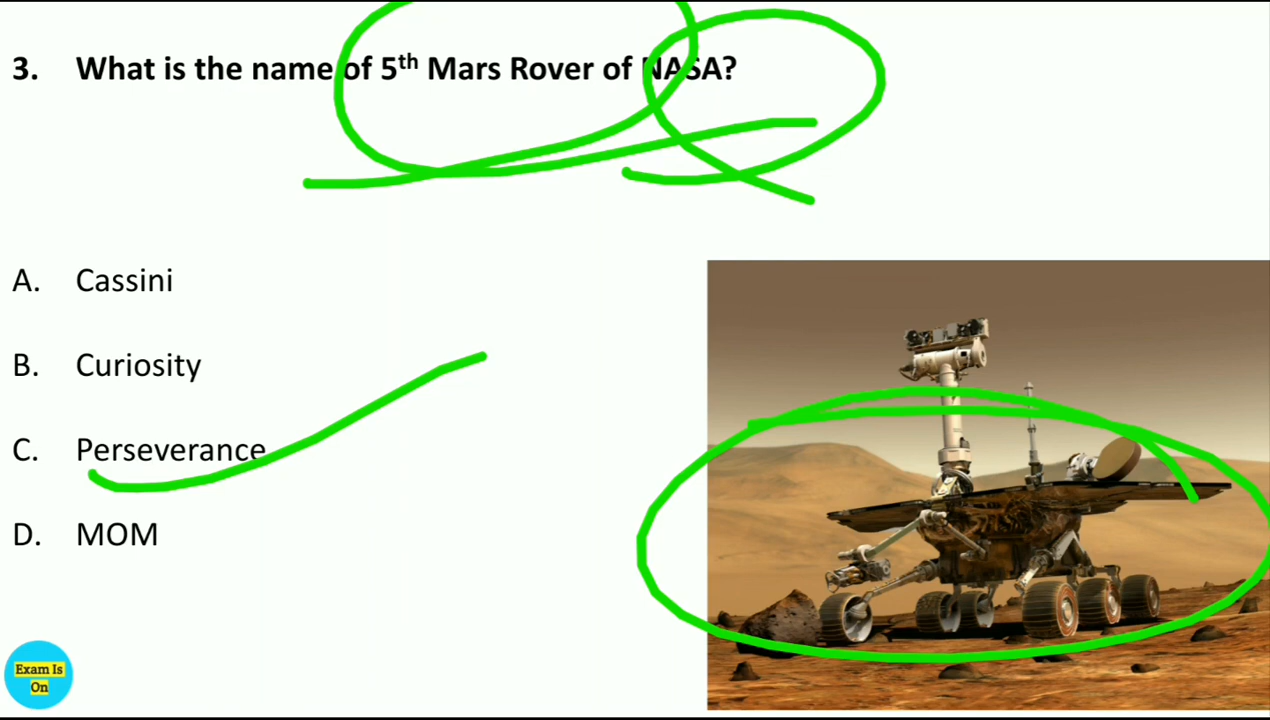 3. What is the name of 5th Mars Rover of NASA?
A. Cassini
B. Curiosity
C. Perseverance
D. MOM
Exam Is
On